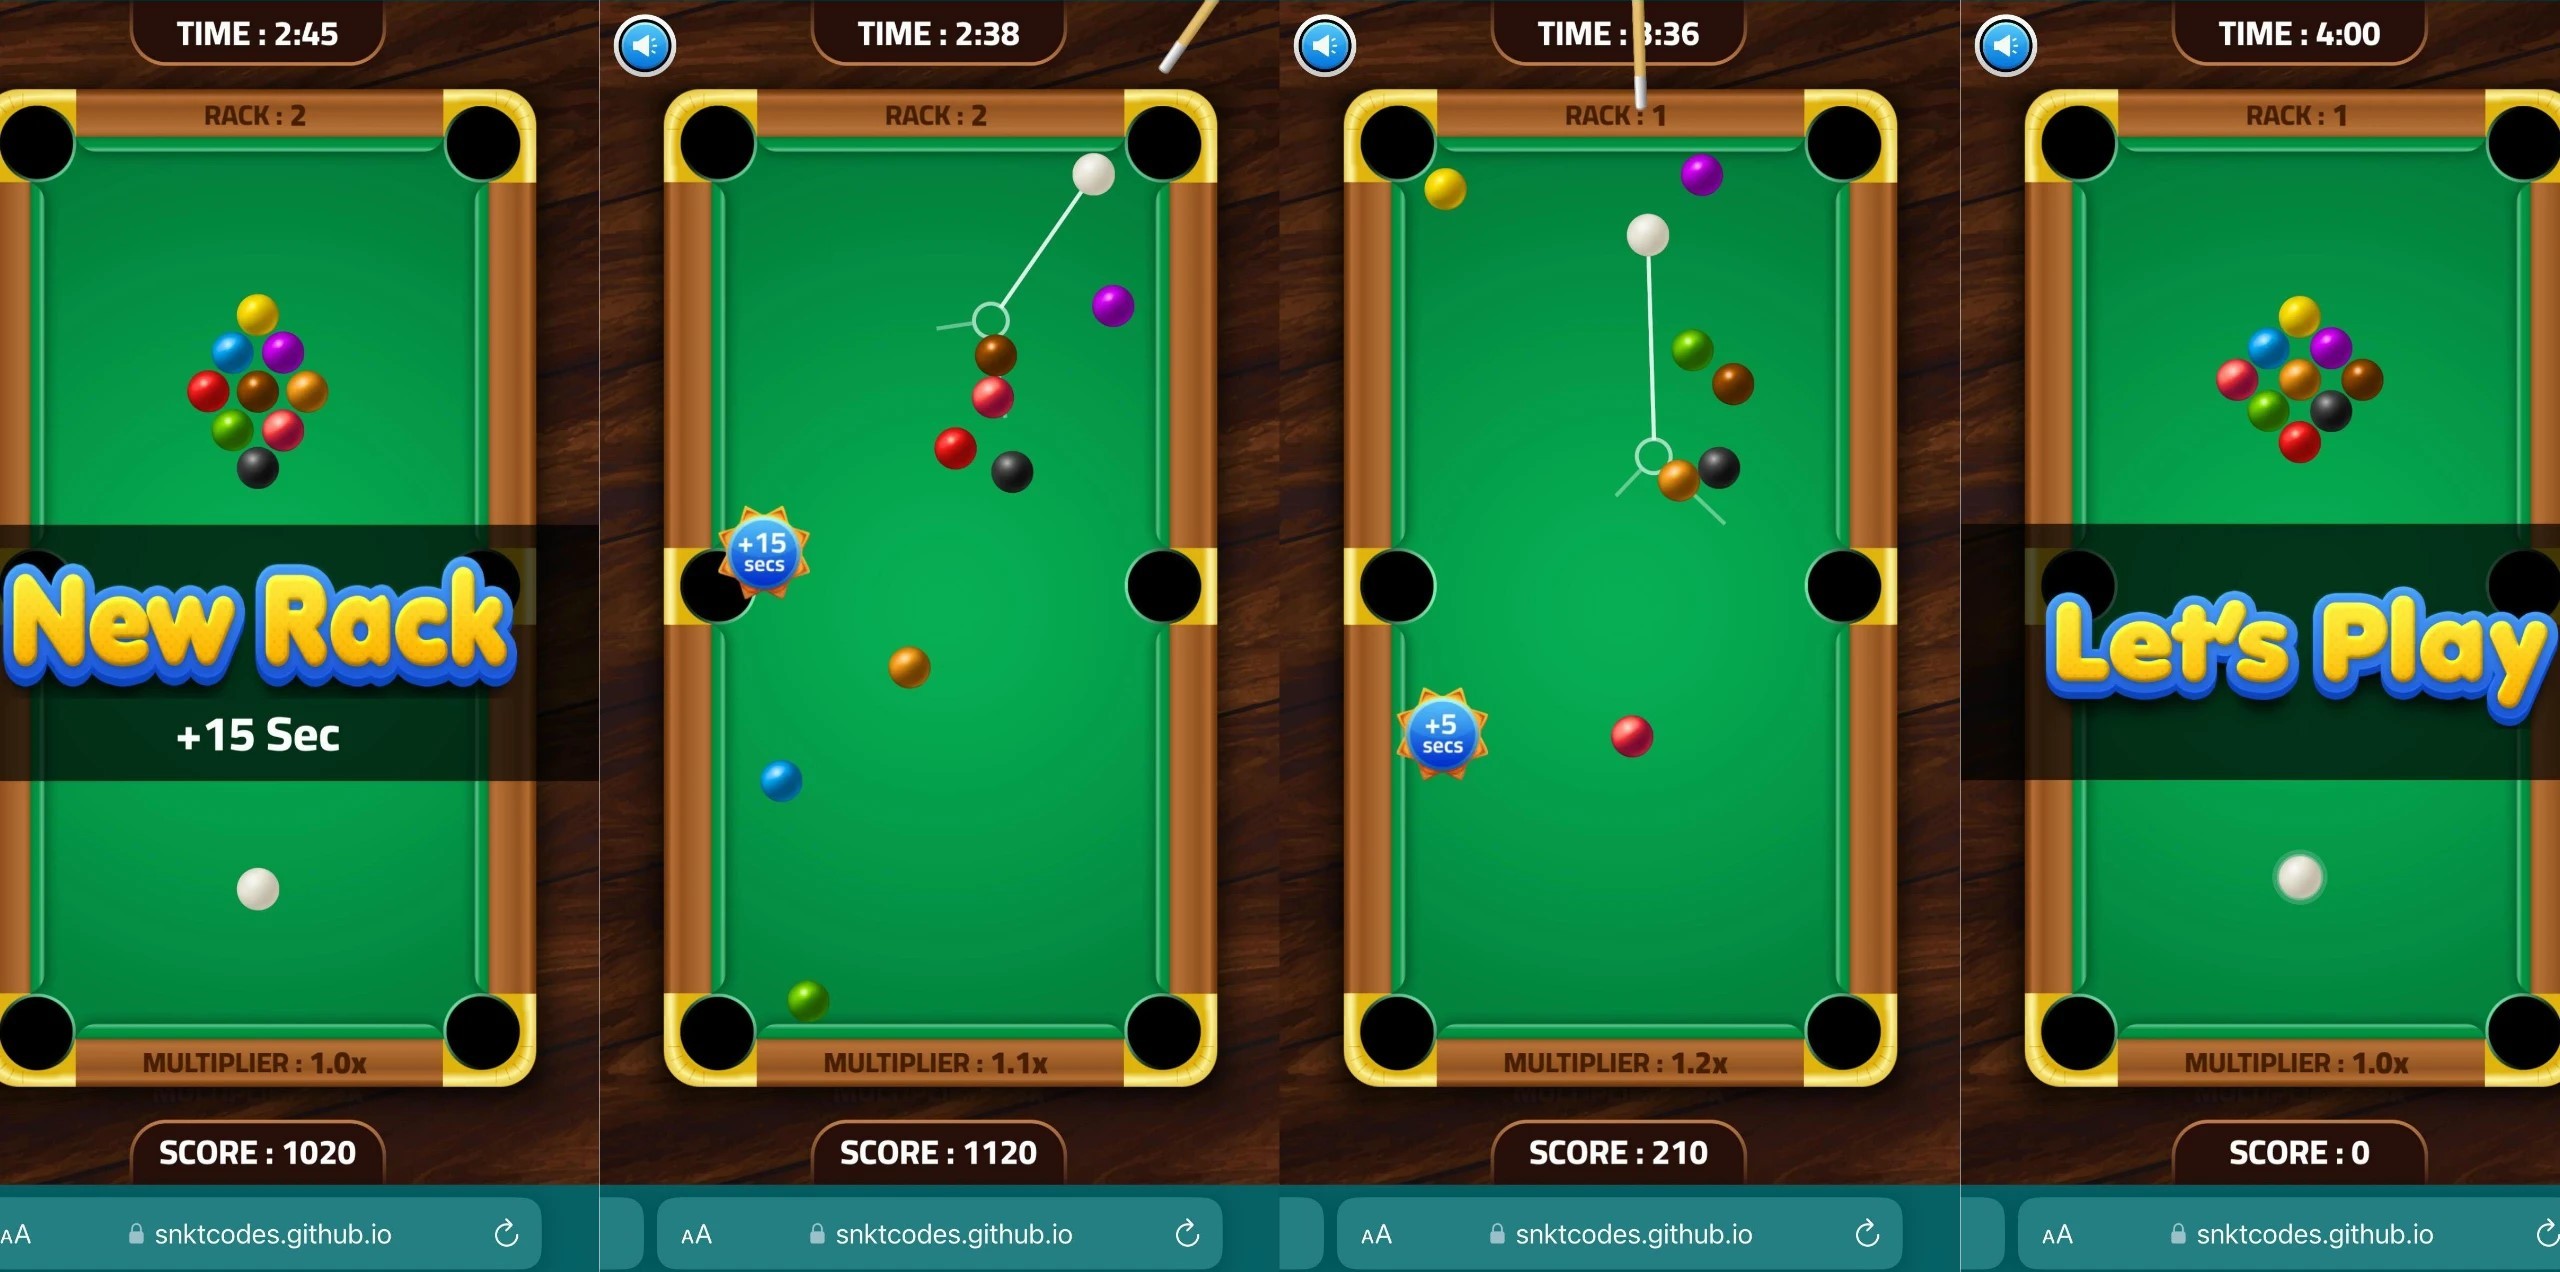 TIME : 2:45
RACK : 2
New Rack
+15 Sec
MULTIPLIER : 1.0x
SCORE : 1020
AA snktcodes.github.io
TIME : 2:38
RACK : 2
+15
secs
MULTIPLIER : 1.1x
SCORE : 1120
AA snktcodes.github.io
TIME : 3:36
RACK : 1
+5
secs
MULTIPLIER : 1.2x
SCORE : 210
AA snktcodes.github.io
TIME : 4:00
RACK : 1
Let's Play
MULTIPLIER : 1.0x
SCORE : 0
AA snktcodes.github.io